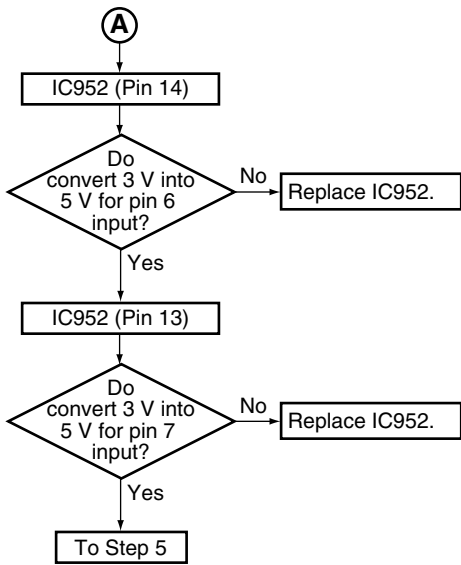 A
IC952 (Pin 14)
Do
convert 3 V into
5 V for pin 6
input?
No
Replace IC952.
Yes
IC952 (Pin 13)
Do
convert 3 V into
5 V for pin 7
input?
No
Replace IC952.
Yes
To Step 5